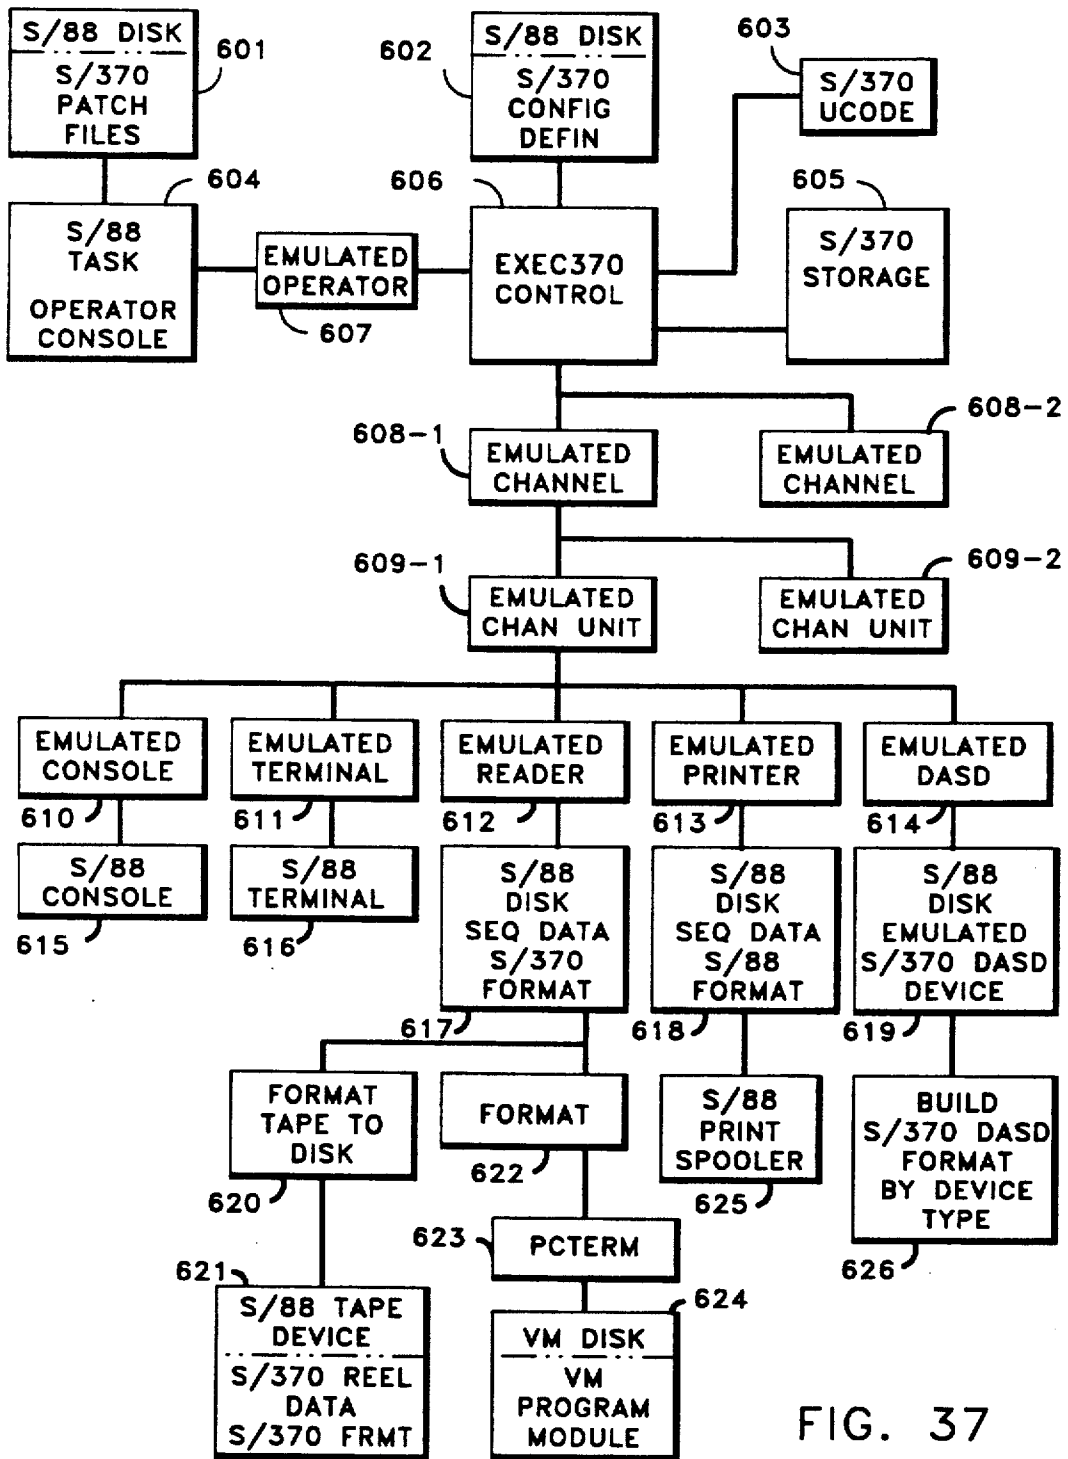 S/88 DISK
S/370
PATCH
FILES
601
602
S/88 DISK
S/370
CONFIG
DEFIN
603
S/370
UCODE
604
S/88
TASK
OPERATOR
CONSOLE
EMULATED
OPERATOR
607
606
EXEC370
CONTROL
605
S/370
STORAGE
608-1
EMULATED
CHANNEL
608-2
EMULATED
CHANNEL
609-1
EMULATED
CHAN UNIT
609-2
EMULATED
CHAN UNIT
EMULATED
CONSOLE
610
EMULATED
TERMINAL
611
EMULATED
READER
612
EMULATED
PRINTER
613
EMULATED
DASD
614
S/88
CONSOLE
615
S/88
TERMINAL
616
S/88
DISK
SEQ DATA
S/370
FORMAT
617
S/88
DISK
SEQ DATA
S/88
FORMAT
618
S/88
DISK
EMULATED
S/370 DASD
DEVICE
619
FORMAT
TAPE TO
DISK
620
FORMAT
622
S/88
PRINT
SPOOLER
625
BUILD
S/370 DASD
FORMAT
BY DEVICE
TYPE
626
623
PCTERM
621
S/88 TAPE
DEVICE
S/370 REEL
DATA
S/370 FRMT
624
VM DISK
VM
PROGRAM
MODULE
FIG. 37